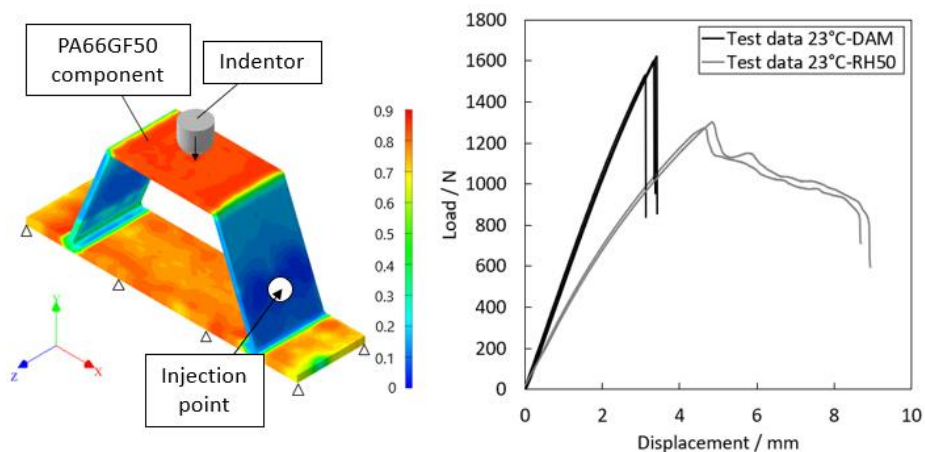 PA66GF50
component
Indentor
0.9
0.8
0.7
0.6
0.5
0.4
0.3
0.2
0.1
0
Y
Z
X
Injection
point
1800
1600
1400
1200
1000
800
600
400
200
0
Load / N
Test data 23°C-DAM
Test data 23°C-RH50
0 2 4 6 8 10
Displacement / mm